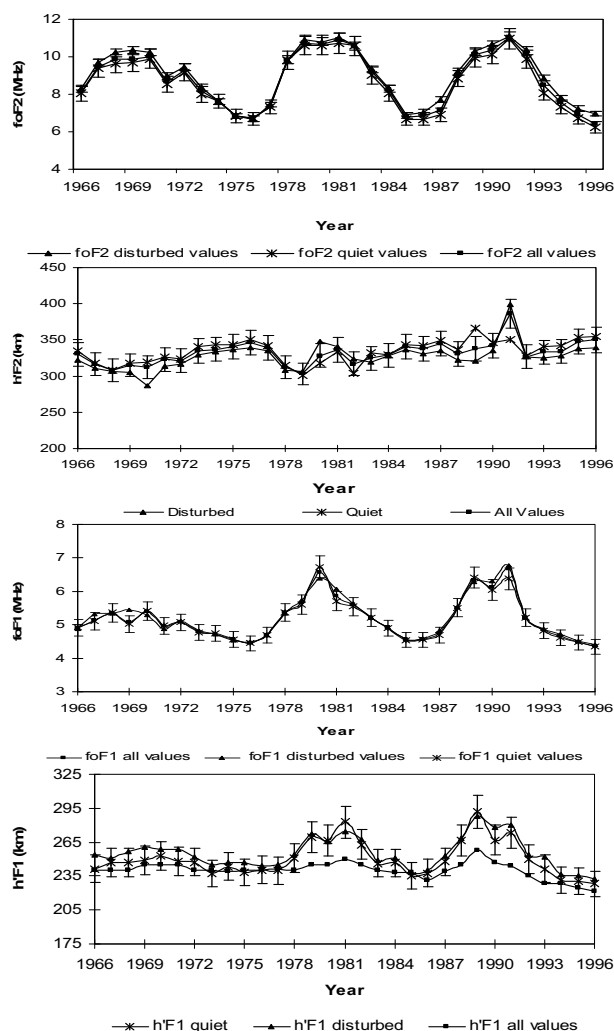 12
10
8
6
4
foF2 (MHz)
1966 1969 1972 1975 1978 1981 1984 1987 1990 1993 1996
Year
foF2 disturbed values foF2 quiet values foF2 all values
450
400
350
300
250
200
h'F2 (km)
1966 1969 1972 1975 1978 1981 1984 1987 1990 1993 1996
Year
Disturbed Quiet All Values
8
7
6
5
4
3
foF1 (MHz)
1966 1969 1972 1975 1978 1981 1984 1987 1990 1993 1996
Year
foF1 all values foF1 disturbed values foF1 quiet values
325
295
265
235
205
175
h'F1 (km)
1966 1969 1972 1975 1978 1981 1984 1987 1990 1993 1996
Year
h'F1 quiet h'F1 disturbed h'F1 all values